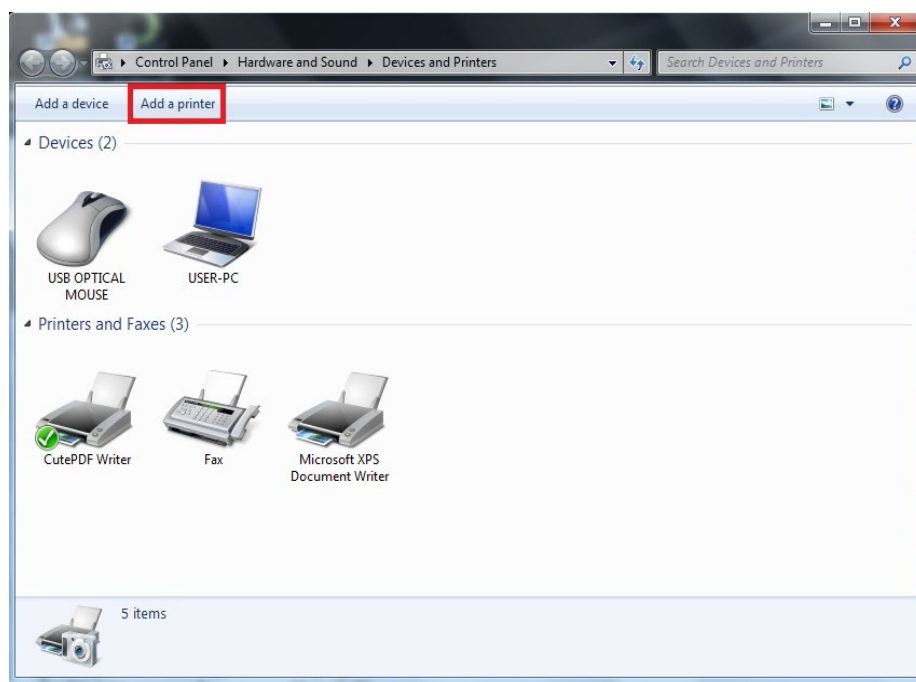 Control Panel Hardware and Sound Devices and Printers Search Devices and Printers
Add a device Add a printer
Devices (2)
USB OPTICAL
MOUSE
USER-PC
Printers and Faxes (3)
CutePDF Writer
Fax
Microsoft XPS
Document Writer
5 items